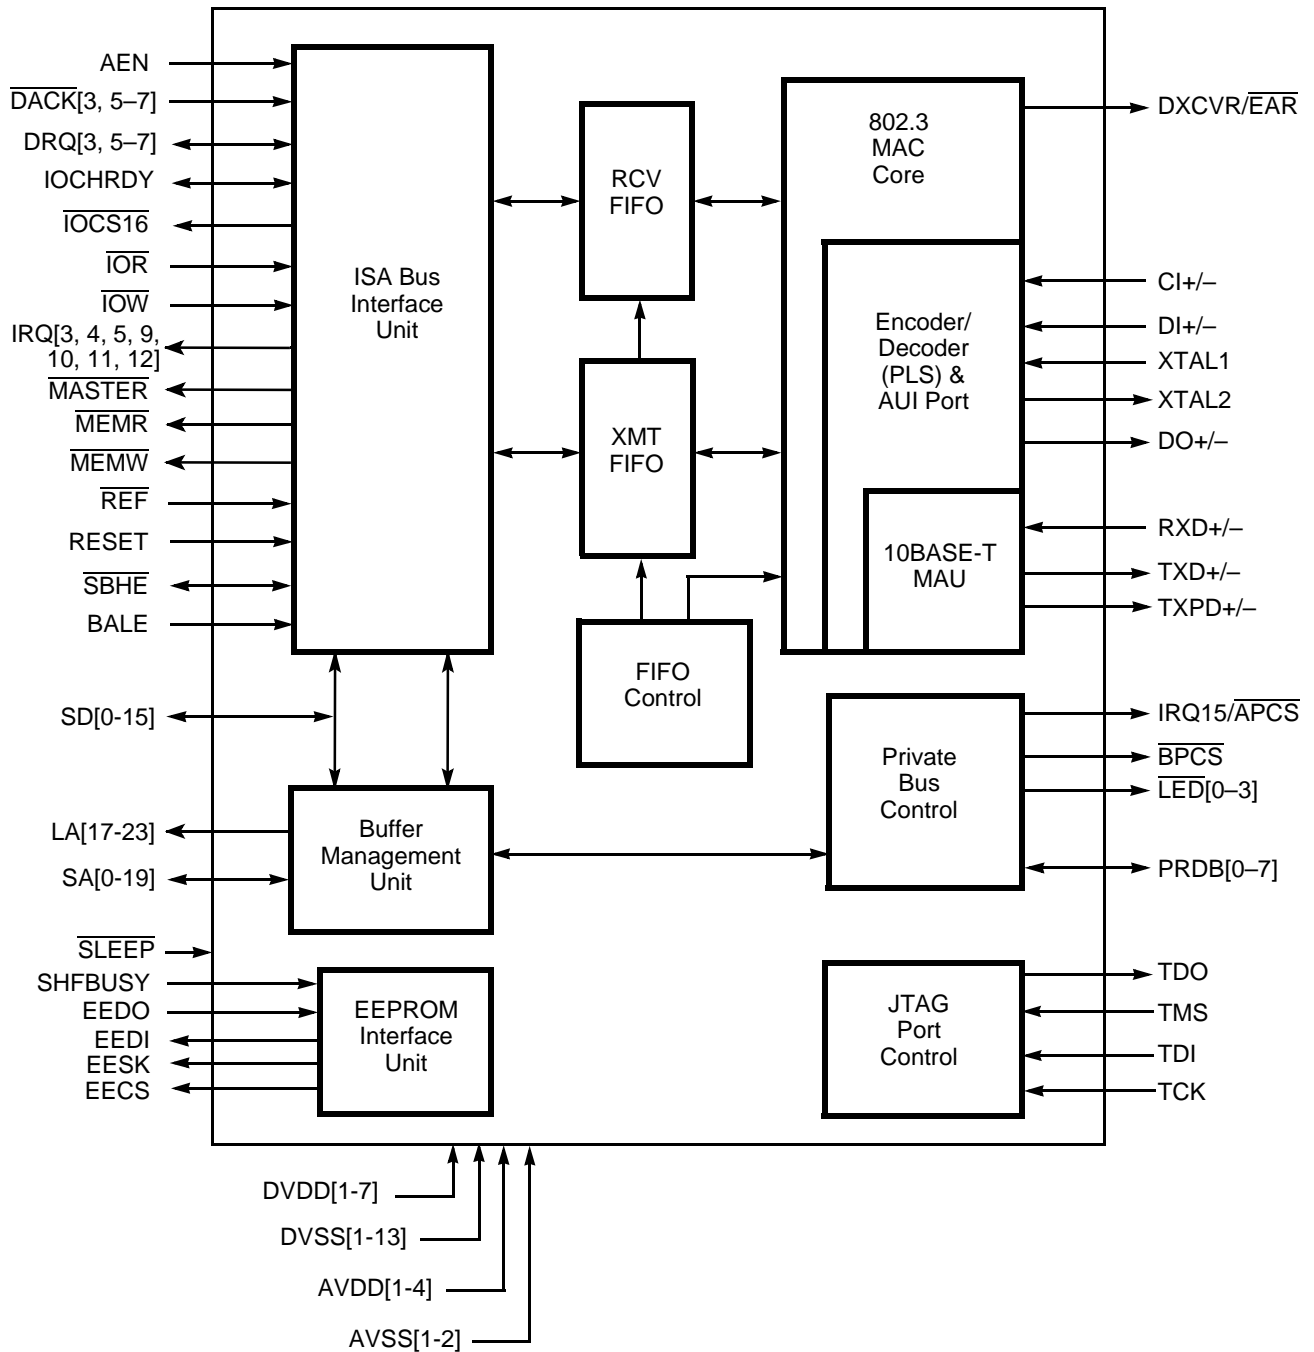 AEN
DACK[3, 5–7]
DRQ[3, 5–7]
IOCHRDY
IOCS16
IOR
IOW
IRQ[3, 4, 5, 9,
10, 11, 12]
MASTER
MEMR
MEMW
REF
RESET
SBHE
BALE
SD[0-15]
LA[17-23]
SA[0-19]
SLEEP
SHFBUSY
EEDO
EEDI
EESK
EECS
ISA Bus
Interface
Unit
Buffer
Management
Unit
EEPROM
Interface
Unit
RCV
FIFO
XMT
FIFO
FIFO
Control
802.3
MAC
Core
Encoder/
Decoder
(PLS) &
AUI Port
10BASE-T
MAU
Private
Bus
Control
JTAG
Port
Control
DXCVR/EAR
CI+/–
DI+/–
XTAL1
XTAL2
DO+/–
RXD+/–
TXD+/–
TXPD+/–
IRQ15/APCS
BPCS
LED[0–3]
PRDB[0–7]
TDO
TMS
TDI
TCK
DVDD[1-7]
DVSS[1-13]
AVDD[1-4]
AVSS[1-2]